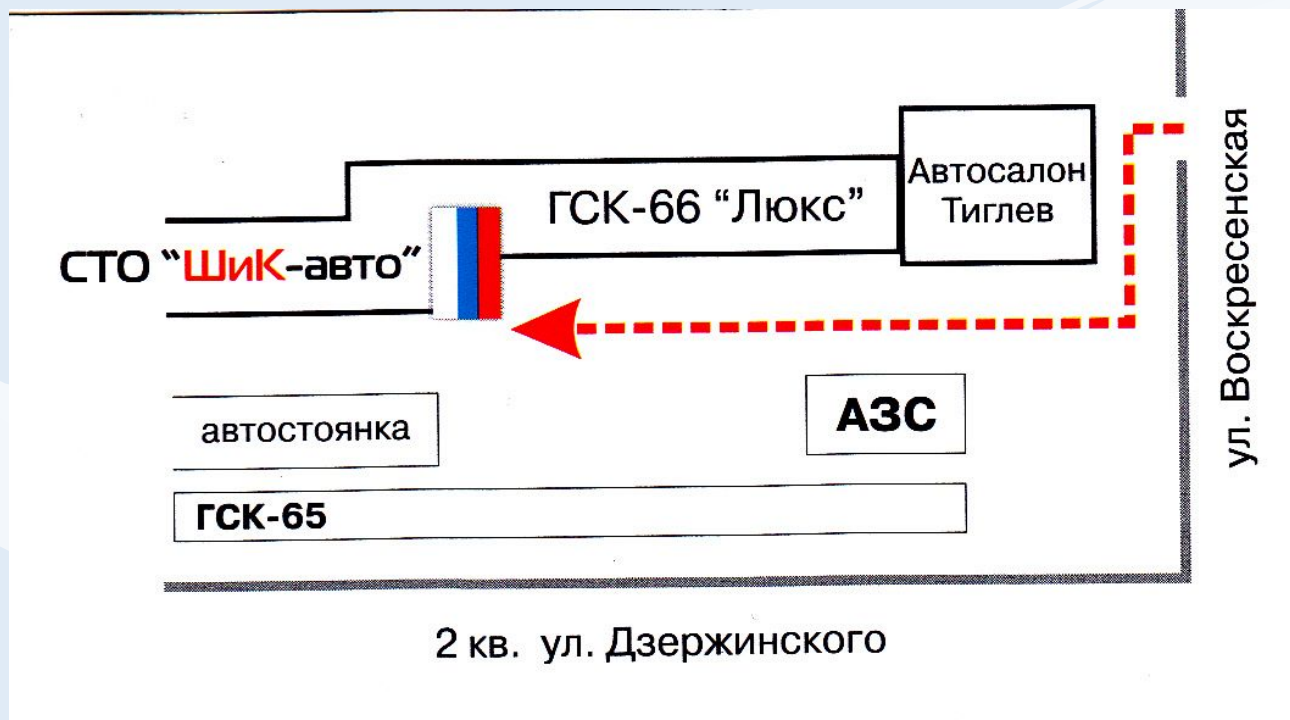 ГСК-66 “Люкс”
Автосалон
Тиглев
СТО “ШиК-авто”
ул. Воскресенская
автостоянка
АЗС
ГСК-65
2 кв. ул. Дзержинского